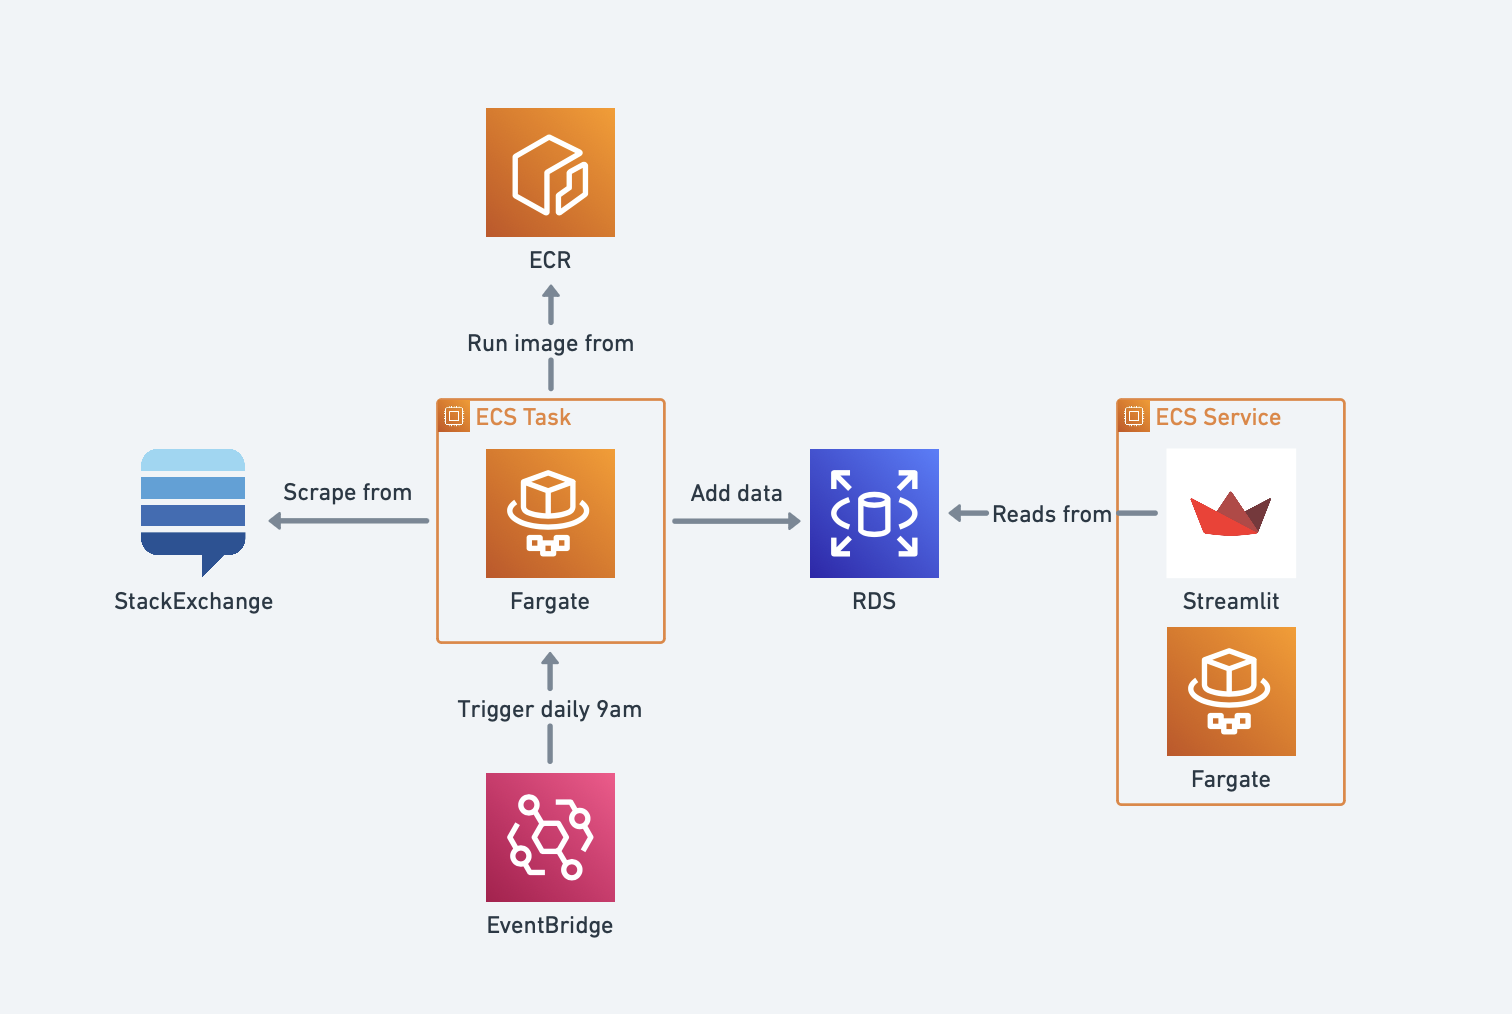 ECR
Run image from
ECS Task
ECS Service
Scrape from
Add data
Reads from
StackExchange
Fargate
RDS
Streamlit
Trigger daily 9am
Fargate
EventBridge